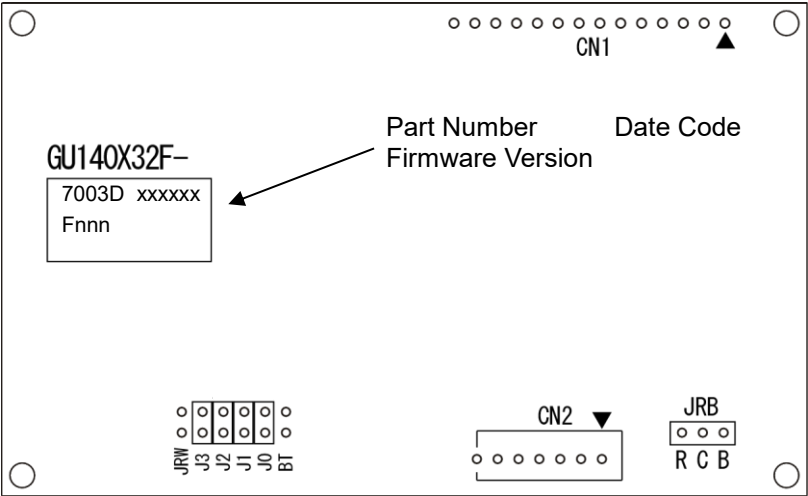 CN1
Part Number Date Code
Firmware Version
GU140X32F-
7003D xxxxxx
Fnnn
CN2
JRB
R C B
JRW J3 J2 J1 J0 BT